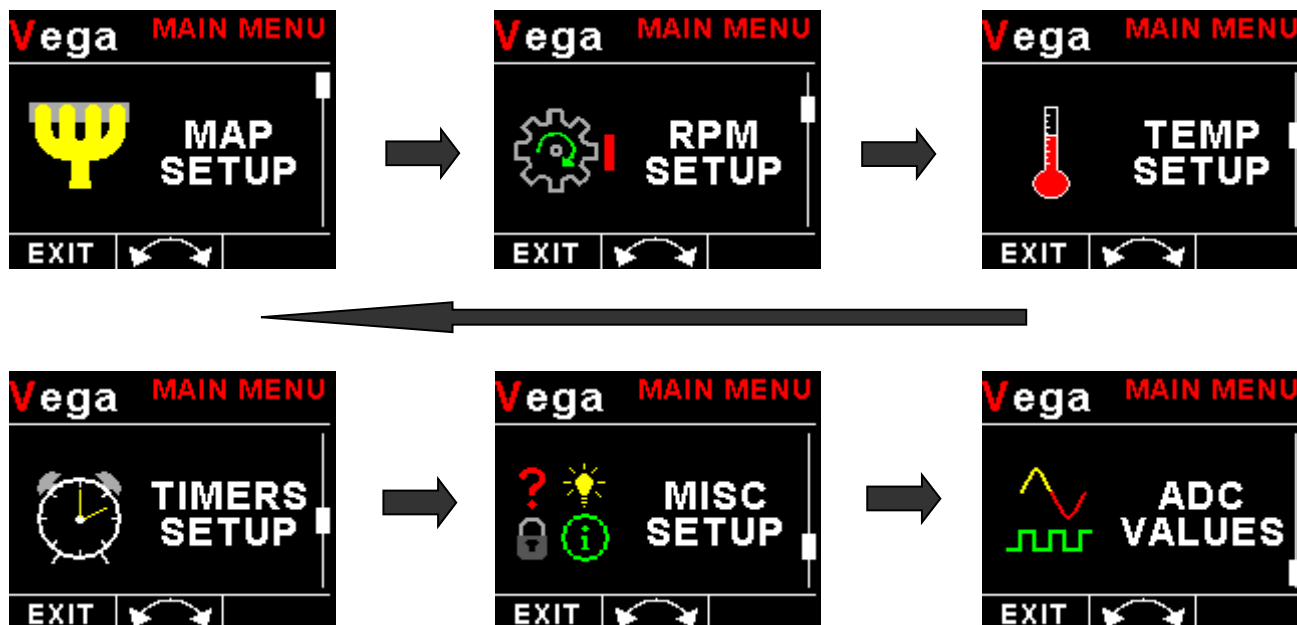 Vega MAIN MENU
MAP
SETUP
EXIT
Vega MAIN MENU
RPM
SETUP
EXIT
Vega MAIN MENU
TEMP
SETUP
EXIT
Vega MAIN MENU
TIMERS
SETUP
EXIT
Vega MAIN MENU
?
i
MISC
SETUP
EXIT
Vega MAIN MENU
ADC
VALUES
EXIT